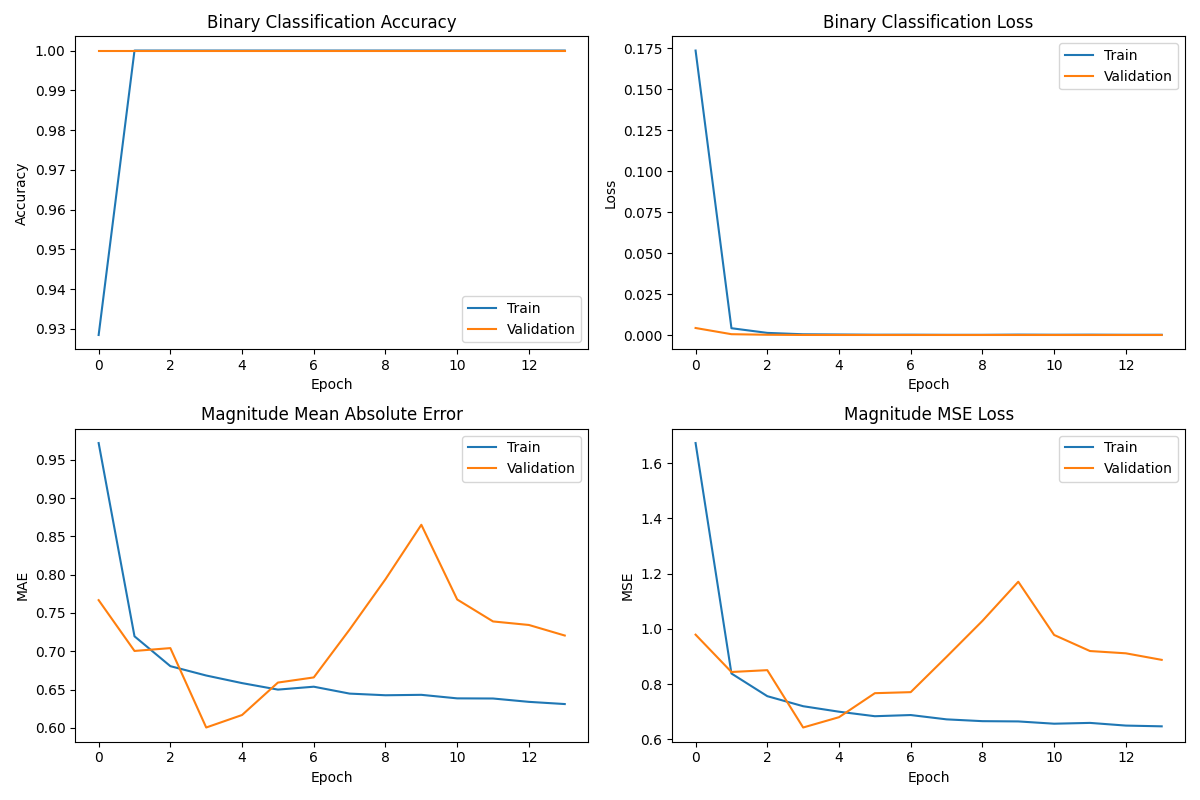 Binary Classification Accuracy
1.00
0.99
0.98
0.97
0.96
0.95
0.94
0.93
Accuracy
0 2 4 6 8 10 12
Epoch
Train
Validation
Binary Classification Loss
0.175
0.150
0.125
0.100
0.075
0.050
0.025
0.000
Loss
0 2 4 6 8 10 12
Epoch
Train
Validation
Magnitude Mean Absolute Error
0.95
0.90
0.85
0.80
0.75
0.70
0.65
0.60
MAE
0 2 4 6 8 10 12
Epoch
Train
Validation
Magnitude MSE Loss
1.6
1.4
1.2
1.0
0.8
0.6
MSE
0 2 4 6 8 10 12
Epoch
Train
Validation